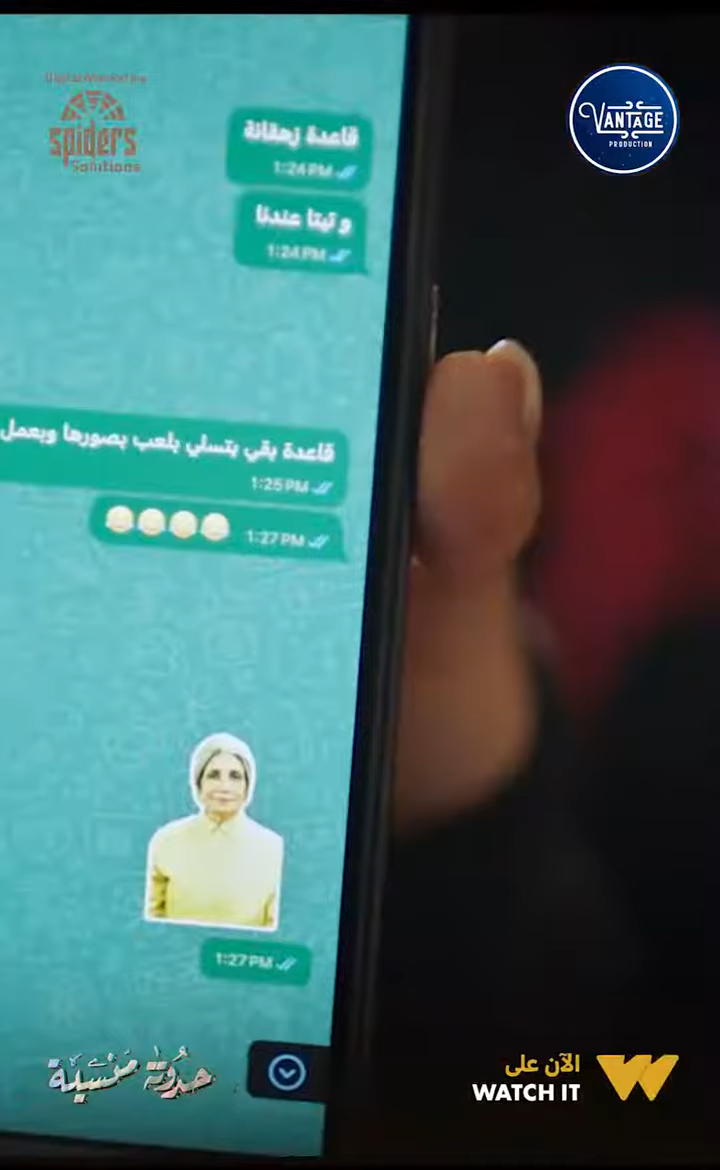 Digital Marketing
spiders
Solutions
VANTAGE
PRODUCTION
قاعدة زهقانة
1:24 PM
و تيتا عندنا
1:24 PM
قاعدة بقي بتسلي بلعب بصورها وبعمل
1:25 PM
1:27 PM
1:27 PM
حدوتة منسية
الآن على
WATCH IT